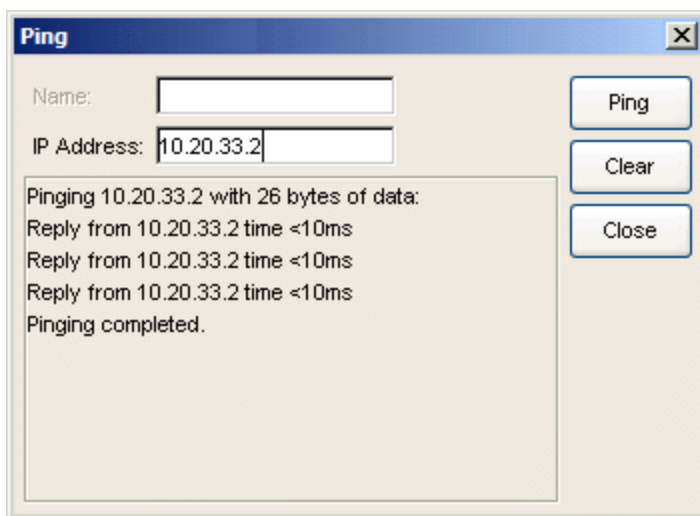 Ping
Name:
Ping
IP Address: 10.20.33.2
Clear
Pinging 10.20.33.2 with 26 bytes of data:
Reply from 10.20.33.2 time <10ms
Close
Reply from 10.20.33.2 time <10ms
Reply from 10.20.33.2 time <10ms
Pinging completed.